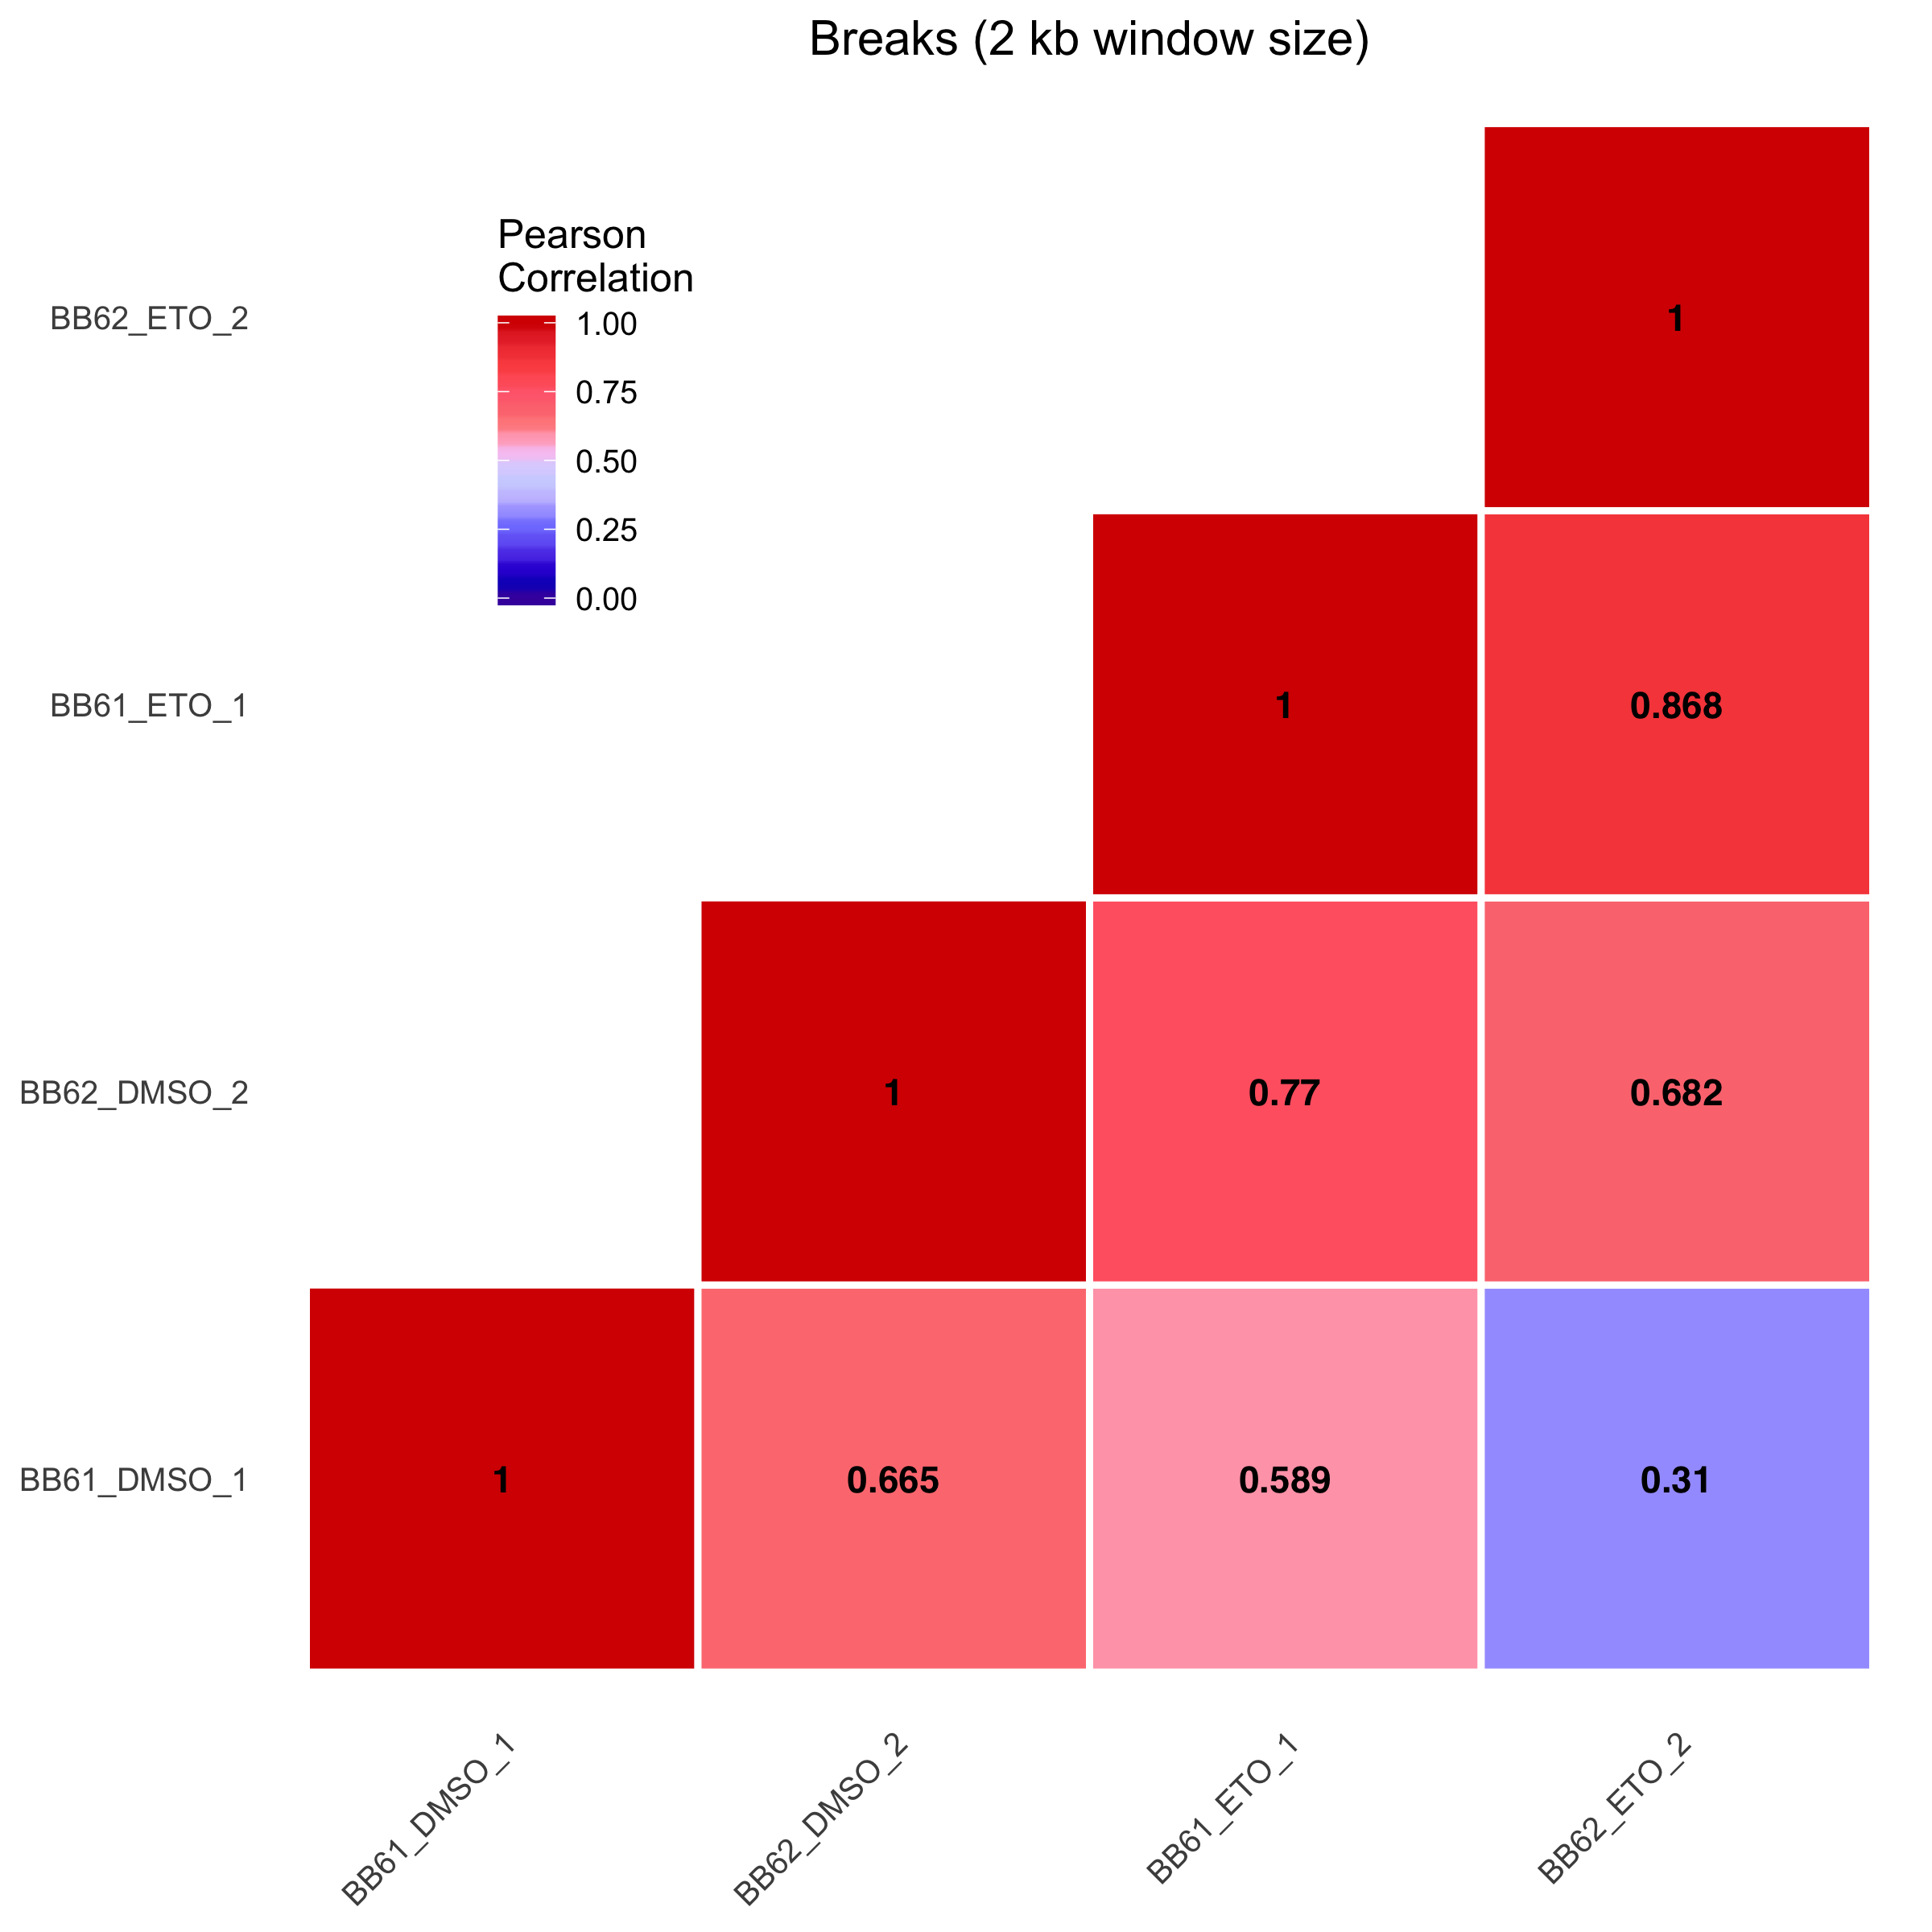 Breaks (2 kb window size)
Pearson
Correlation
1.00
0.75
0.50
0.25
0.00
BB62_ETO_2
1
BB61_ETO_1
1
0.868
BB62_DMSO_2
1
0.77
0.682
BB61_DMSO_1
1
0.665
0.589
0.31
BB61_DMSO_1
BB62_DMSO_2
BB61_ETO_1
BB62_ETO_2